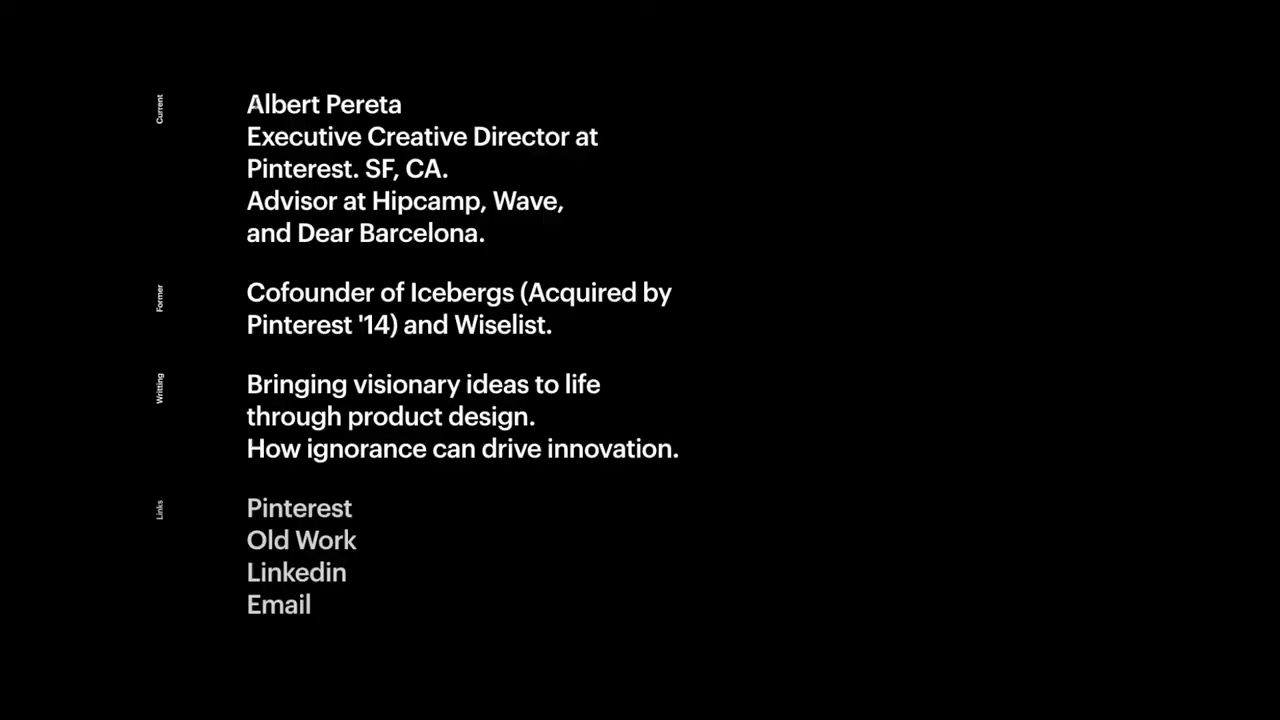 Current
Albert Pereta
Executive Creative Director at
Pinterest. SF, CA.
Advisor at Hipcamp, Wave,
and Dear Barcelona.
Former
Cofounder of Icebergs (Acquired by
Pinterest '14) and Wiselist.
Writting
Bringing visionary ideas to life
through product design.
How ignorance can drive innovation.
Links
Pinterest
Old Work
Linkedin
Email